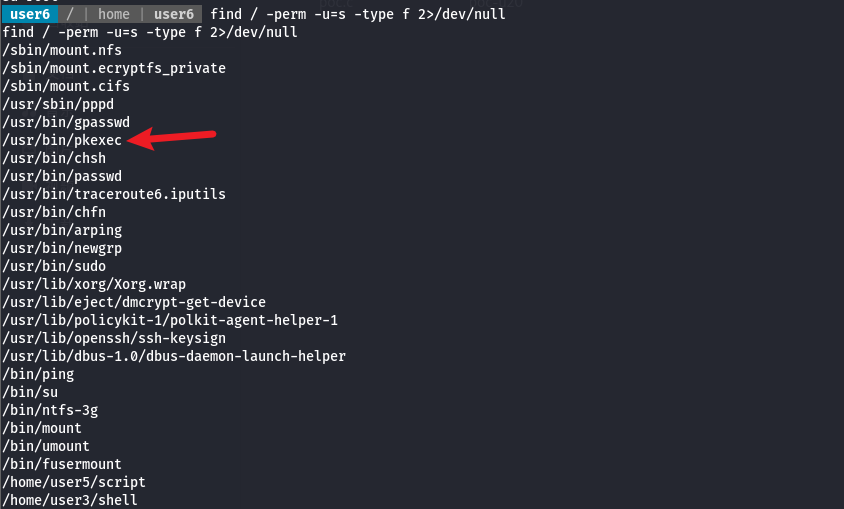 user6 / | home | user6 find / -perm -u=s -type f 2>/dev/null
find / -perm -u=s -type f 2>/dev/null
/sbin/mount.nfs
/sbin/mount.ecryptfs_private
/sbin/mount.cifs
/usr/sbin/pppd
/usr/bin/gpasswd
/usr/bin/pkexec
/usr/bin/chsh
/usr/bin/passwd
/usr/bin/traceroute6.iputils
/usr/bin/chfn
/usr/bin/arping
/usr/bin/newgrp
/usr/bin/sudo
/usr/lib/xorg/Xorg.wrap
/usr/lib/eject/dmcrypt-get-device
/usr/lib/policykit-1/polkit-agent-helper-1
/usr/lib/openssh/ssh-keysign
/usr/lib/dbus-1.0/dbus-daemon-launch-helper
/bin/ping
/bin/su
/bin/ntfs-3g
/bin/mount
/bin/umount
/bin/fusermount
/home/user5/script
/home/user3/shell